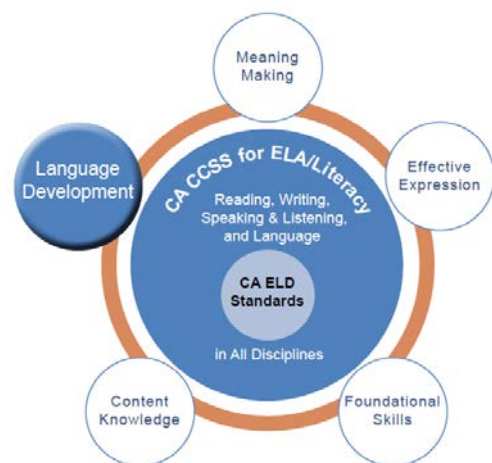 Meaning
Making
Language
Development
Effective
Expression
CA CCSS for ELA/Literacy
Reading, Writing,
Speaking & Listening,
and Language
CA ELD
Standards
in All Disciplines
Content
Knowledge
Foundational
Skills